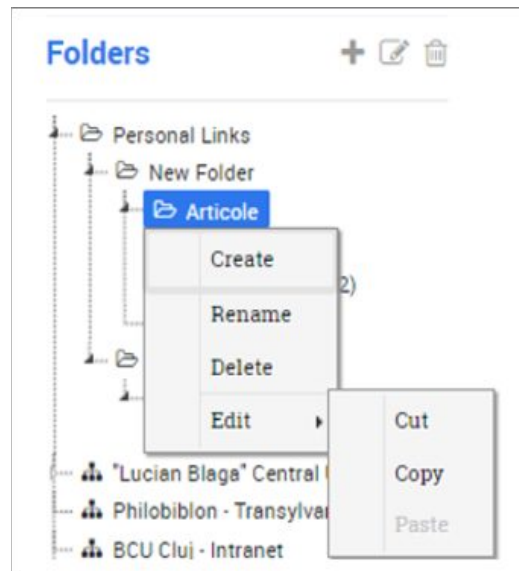 Folders
Personal Links
New Folder
Articole
Create
2)
Rename
Delete
Edit
Cut
"Lucian Blaga" Central
Copy
Philobiblon - Transylva
Paste
BCU Cluj - Intranet